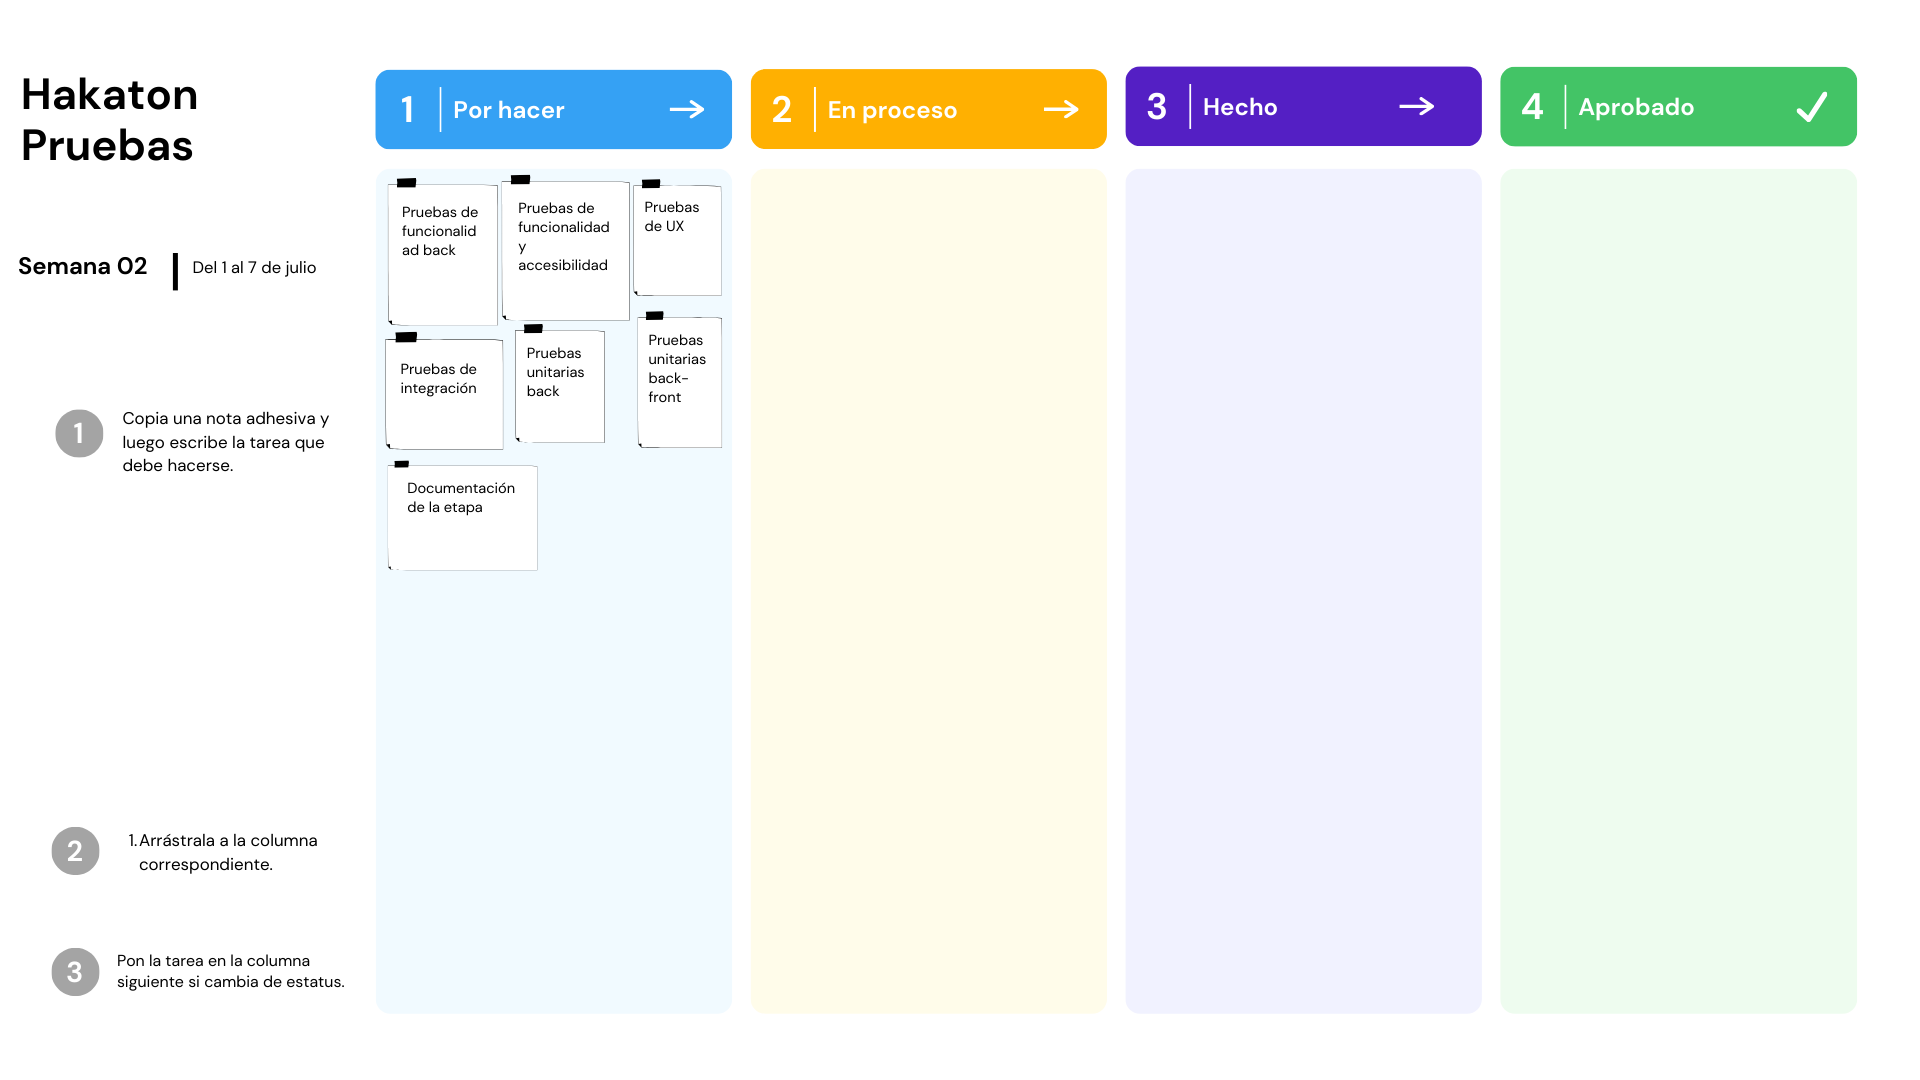 Hakaton
Pruebas
Semana 02
Del 1 al 7 de julio
1
Copia una nota adhesiva y
luego escribe la tarea que
debe hacerse.
2
1. Arrástrala a la columna
correspondiente.
3
Pon la tarea en la columna
siguiente si cambia de estatus.
1
Por hacer
Pruebas de
funcionalid
ad back
Pruebas de
funcionalidad
y
accesibilidad
Pruebas
de UX
Pruebas de
integración
Pruebas
unitarias
back
Pruebas
unitarias
back-
front
Documentación
de la etapa
2
En proceso
3
Hecho
4
Aprobado